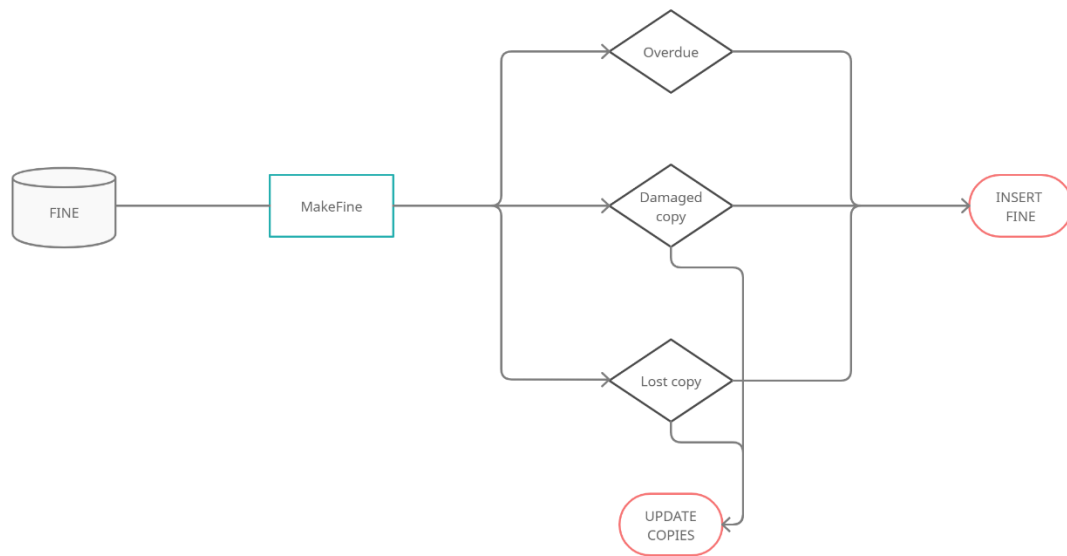 Overdue
FINE
MakeFine
Damaged
copy
INSERT
FINE
Lost copy
UPDATE
COPIES